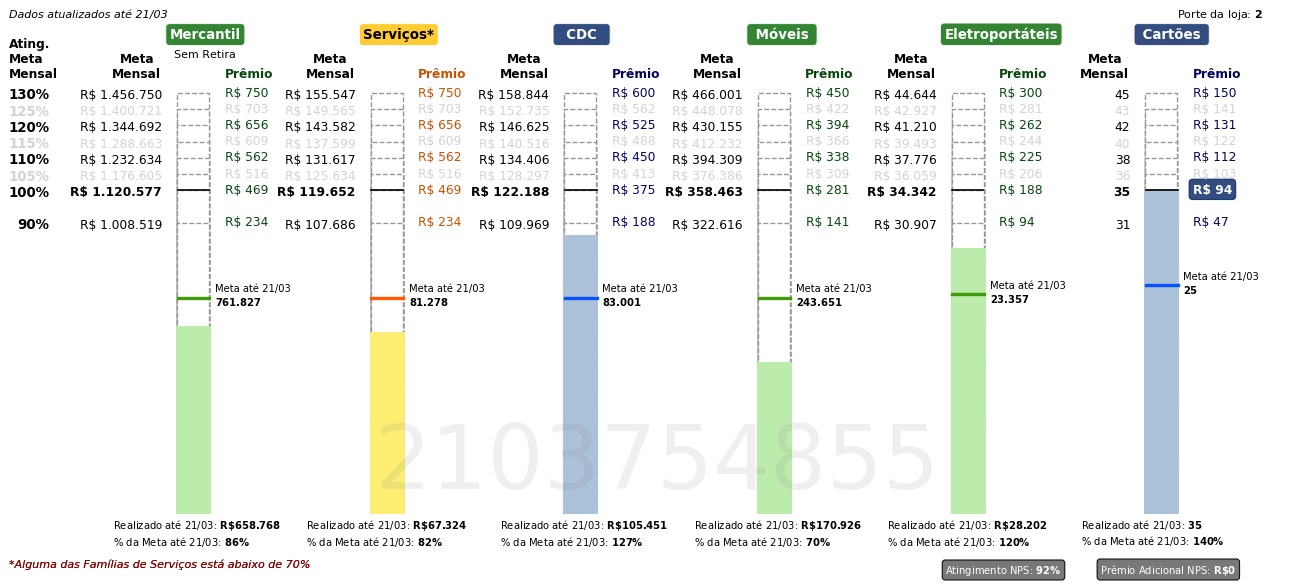 Dados atualizados até 21/03
Porte da loja: 2
Mercantil Serviços* CDC Móveis Eletroportáteis Cartões
Sem Retira
Ating. Meta Mensal
Meta Mensal Prêmio Meta Mensal Prêmio Meta Mensal Prêmio Meta Mensal Prêmio Meta Mensal Prêmio Meta Mensal Prêmio
130% R$ 1.456.750 R$ 750 R$ 155.547 R$ 750 R$ 158.844 R$ 600 R$ 466.001 R$ 450 R$ 44.644 R$ 300 45 R$ 150
125% R$ 1.400.721 R$ 703 R$ 149.565 R$ 703 R$ 152.735 R$ 562 R$ 448.078 R$ 422 R$ 42.927 R$ 281 43 R$ 141
120% R$ 1.344.692 R$ 656 R$ 143.582 R$ 656 R$ 146.625 R$ 525 R$ 430.155 R$ 394 R$ 41.210 R$ 262 42 R$ 131
115% R$ 1.288.663 R$ 609 R$ 137.599 R$ 609 R$ 140.516 R$ 488 R$ 412.232 R$ 366 R$ 39.493 R$ 244 40 R$ 122
110% R$ 1.232.634 R$ 562 R$ 131.617 R$ 562 R$ 134.406 R$ 450 R$ 394.309 R$ 338 R$ 37.776 R$ 225 38 R$ 112
105% R$ 1.176.605 R$ 516 R$ 125.634 R$ 516 R$ 128.297 R$ 413 R$ 376.386 R$ 309 R$ 36.059 R$ 206 36 R$ 103
100% R$ 1.120.577 R$ 469 R$ 119.652 R$ 469 R$ 122.188 R$ 375 R$ 358.463 R$ 281 R$ 34.342 R$ 188 35 R$ 94
90% R$ 1.008.519 R$ 234 R$ 107.686 R$ 234 R$ 109.969 R$ 188 R$ 322.616 R$ 141 R$ 30.907 R$ 94 31 R$ 47
Meta até 21/03 Meta até 21/03 Meta até 21/03 Meta até 21/03 Meta até 21/03 Meta até 21/03
761.827 81.278 83.001 243.651 23.357 25
2103754855
Realizado até 21/03: R$658.768 Realizado até 21/03: R$67.324 Realizado até 21/03: R$105.451 Realizado até 21/03: R$170.926 Realizado até 21/03: R$28.202 Realizado até 21/03: 35
% da Meta até 21/03: 86% % da Meta até 21/03: 82% % da Meta até 21/03: 127% % da Meta até 21/03: 70% % da Meta até 21/03: 120% % da Meta até 21/03: 140%
*Alguma das Famílias de Serviços está abaixo de 70%
Atingimento NPS: 92% Prêmio Adicional NPS: R$0